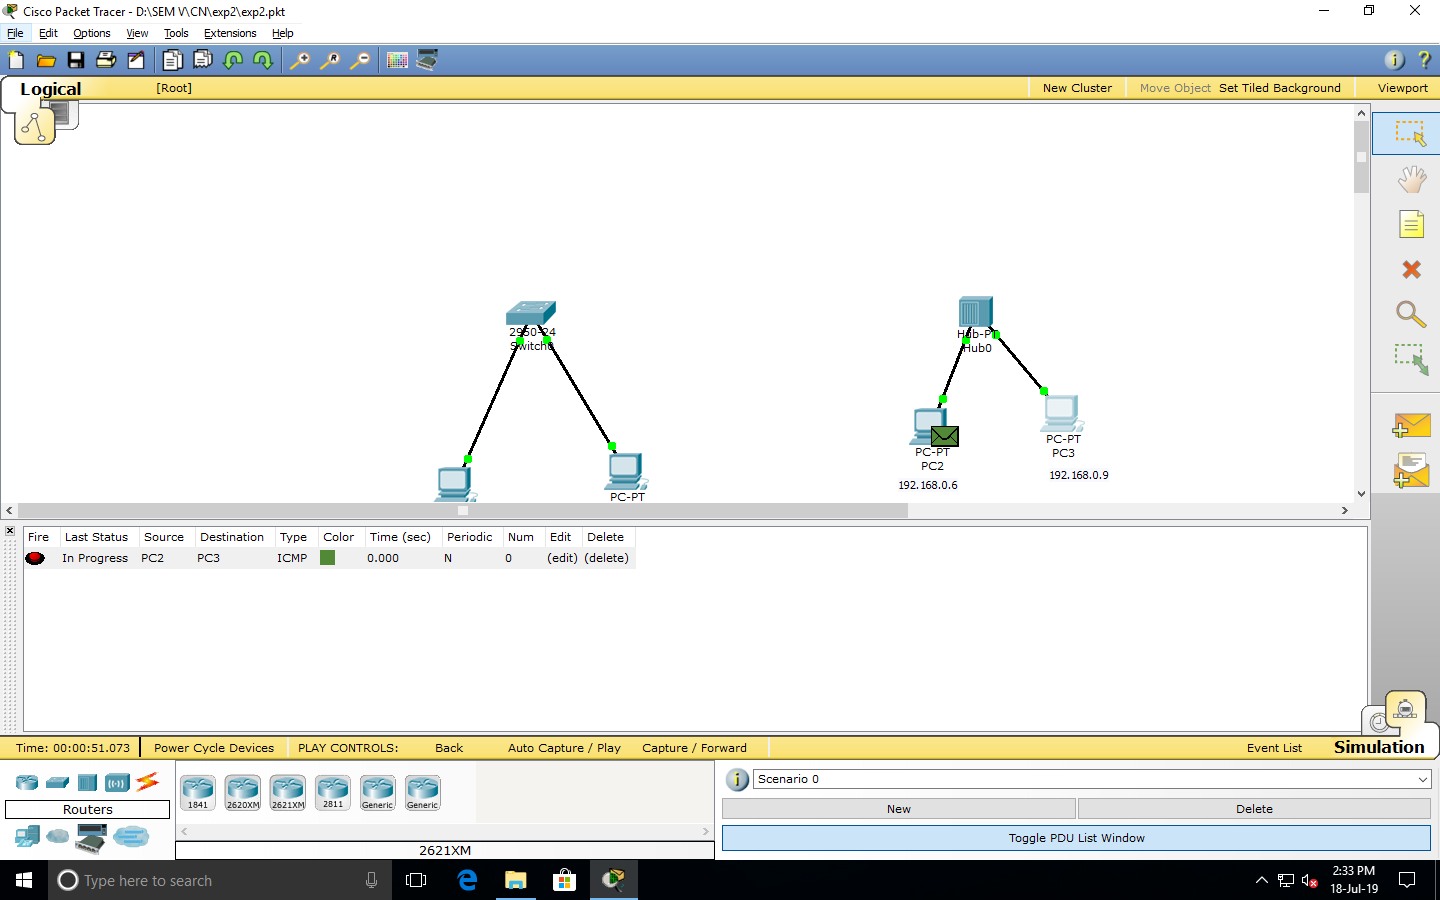 Cisco Packet Tracer - D:\SEM V\CN\exp2\exp2.pkt
File Edit Options View Tools Extensions Help
Logical [Root] New Cluster Move Object Set Tiled Background Viewport
2950-24
Switch0
Hub-PT
Hub0
PC-PT
PC3
192.168.0.9
PC-PT
PC2
192.168.0.6
PC-PT
Fire Last Status Source Destination Type Color Time (sec) Periodic Num Edit Delete
In Progress PC2 PC3 ICMP 0.000 N 0 (edit) (delete)
Time: 00:00:51.073 Power Cycle Devices PLAY CONTROLS: Back Auto Capture / Play Capture / Forward Event List Simulation
Routers
1841 2620XM 2621XM 2811 Generic Generic
2621XM
Scenario 0
New Delete
Toggle PDU List Window
Type here to search
2:33 PM
18-Jul-19